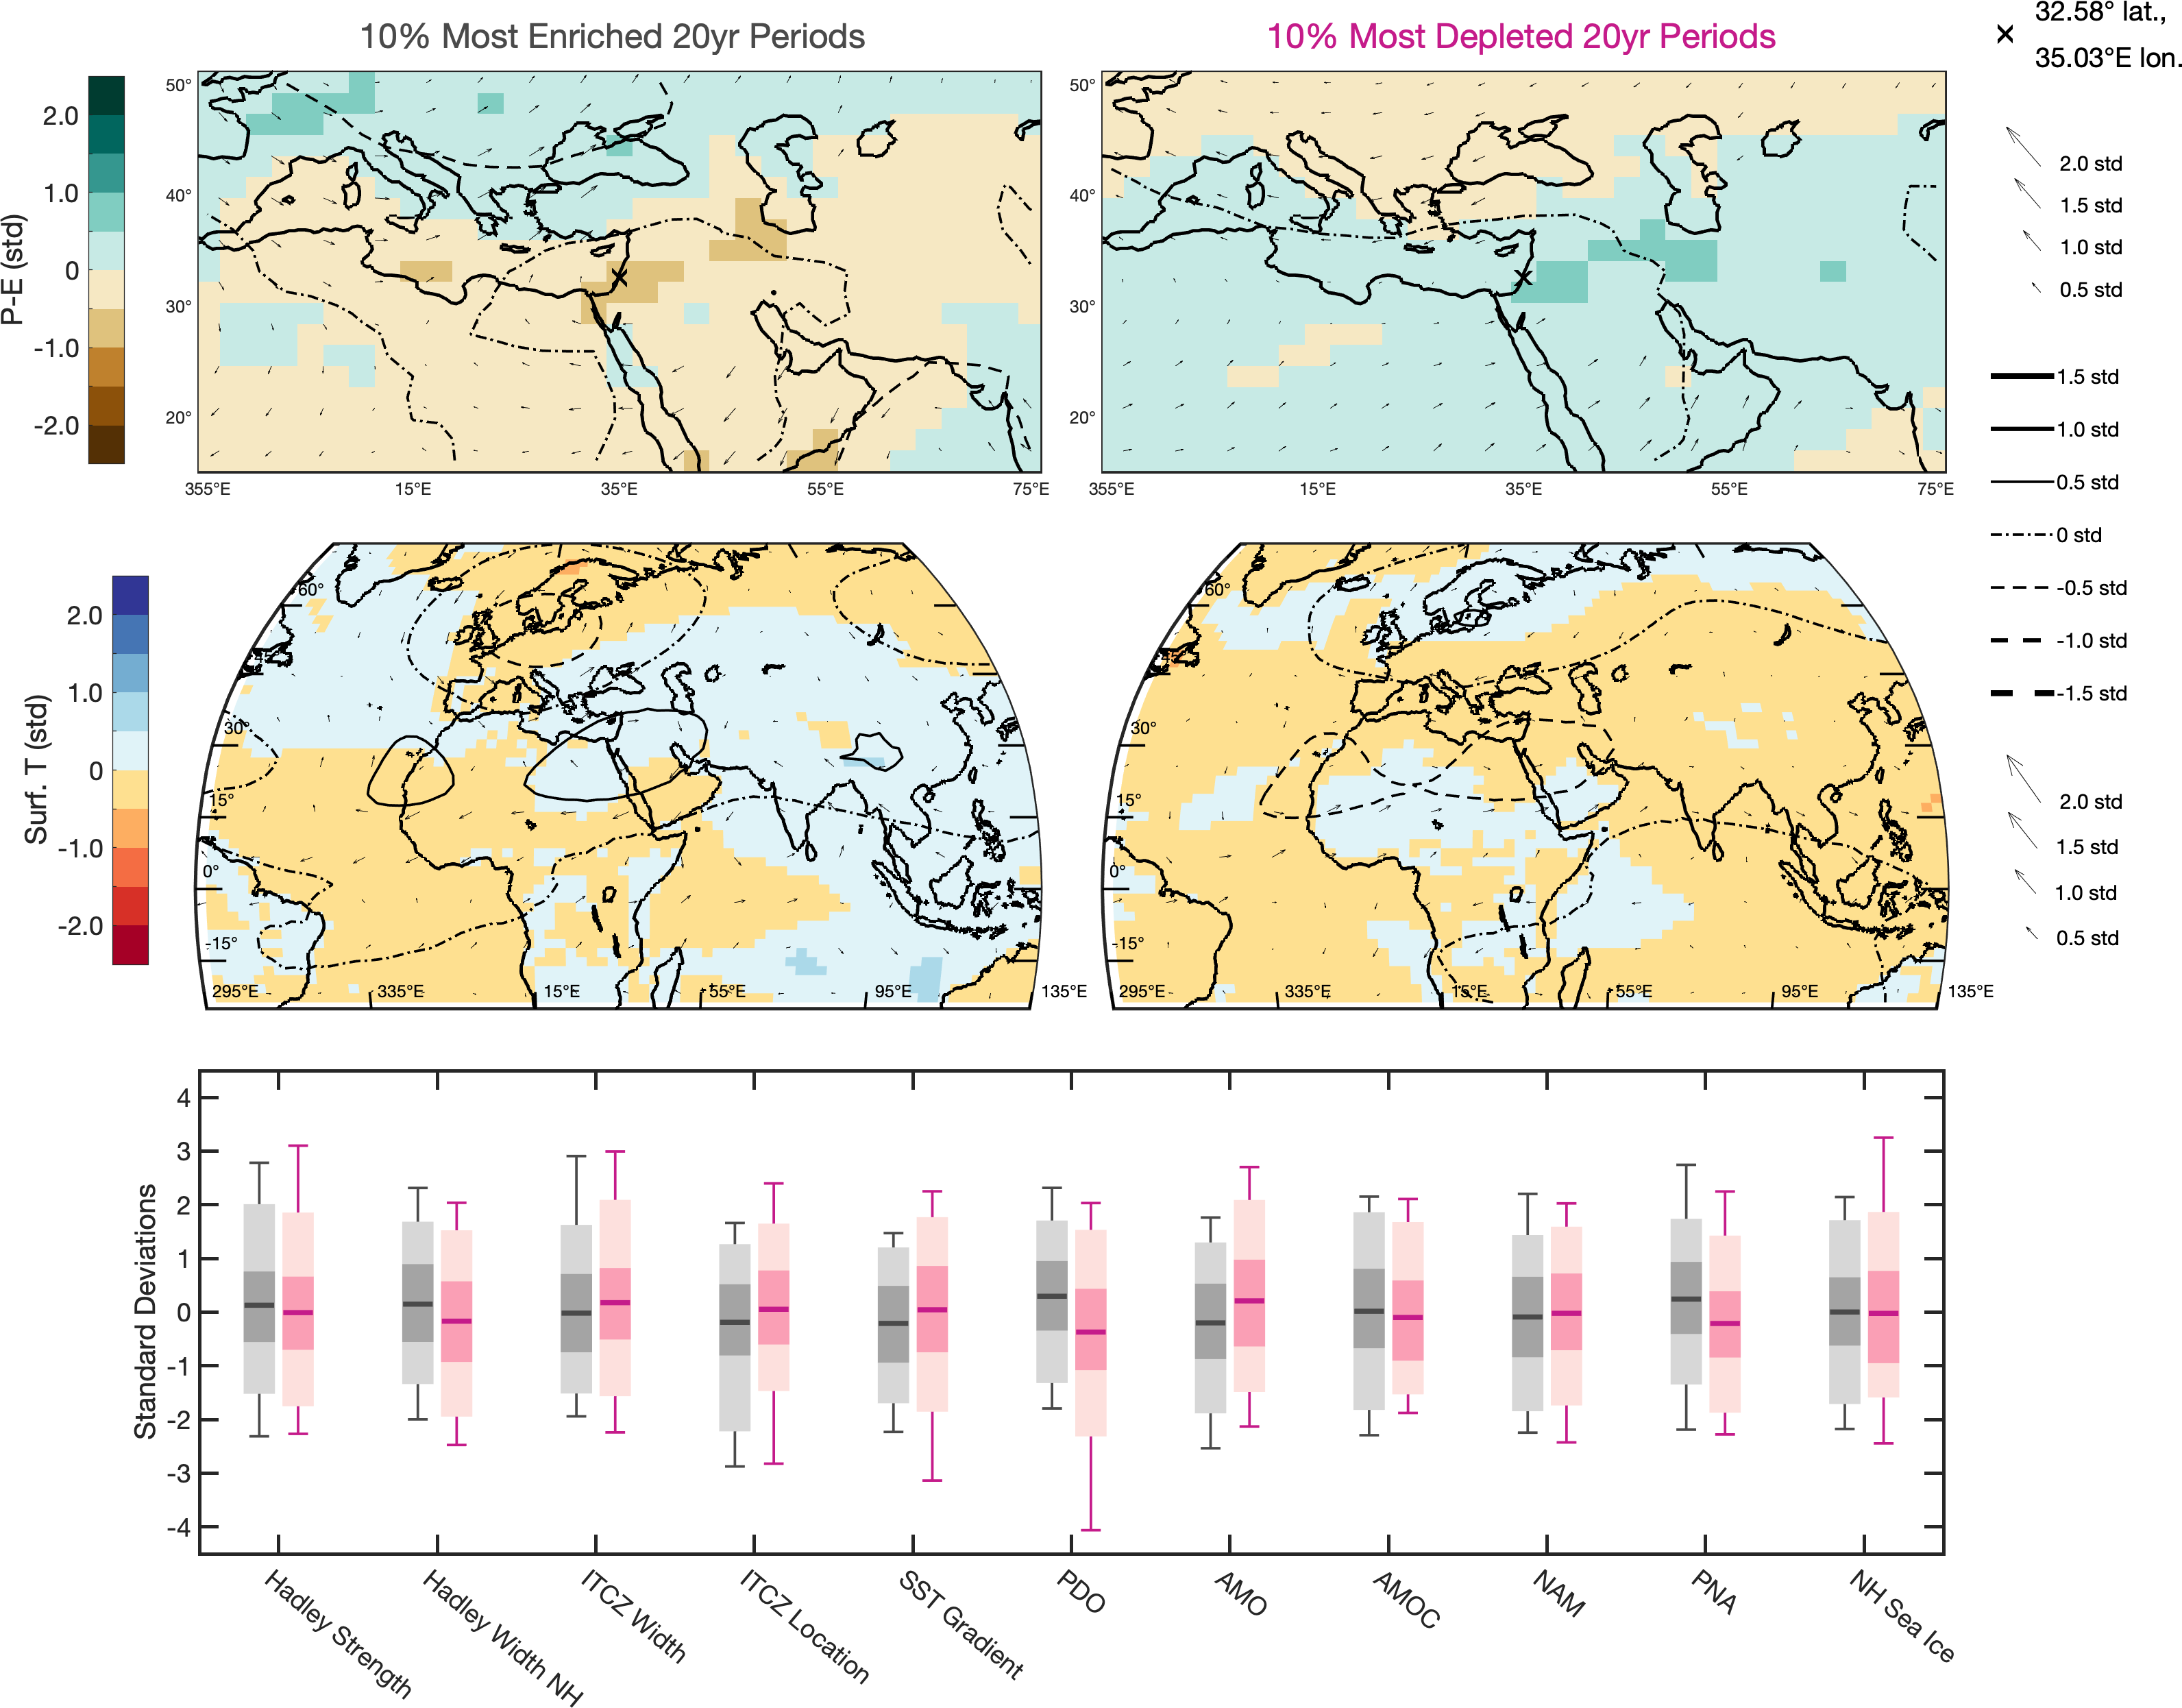 10% Most Enriched 20yr Periods
10% Most Depleted 20yr Periods
32.58° lat.,
35.03°E lon.
P-E (std)
2.0
1.0
0
-1.0
-2.0
50°
40°
30°
20°
355°E
15°E
35°E
55°E
75°E
50°
40°
30°
20°
355°E
15°E
35°E
55°E
75°E
2.0 std
1.5 std
1.0 std
0.5 std
1.5 std
1.0 std
0.5 std
0 std
-0.5 std
-1.0 std
-1.5 std
Surf. T (std)
2.0
1.0
0
-1.0
-2.0
60°
45°
30°
15°
0°
-15°
295°E
335°E
15°E
55°E
95°E
135°E
60°
45°
30°
15°
0°
-15°
295°E
335°E
15°E
55°E
95°E
135°E
2.0 std
1.5 std
1.0 std
0.5 std
Standard Deviations
4
3
2
1
0
-1
-2
-3
-4
Hadley Strength
Hadley Width NH
ITCZ Width
ITCZ Location
SST Gradient
PDO
AMO
AMOC
NAM
PNA
NH Sea Ice